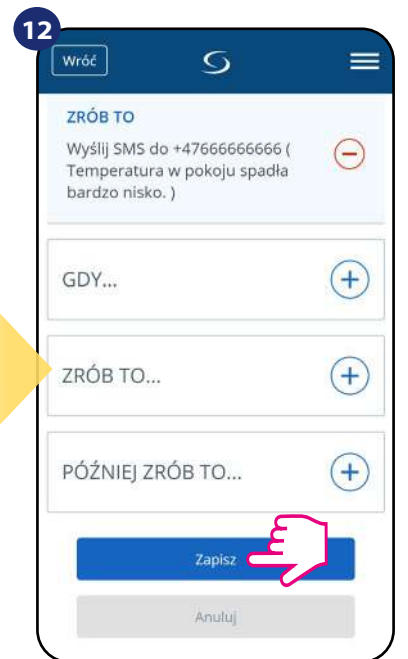 12
Wróć
ZRÓB TO
Wyślij SMS do +47666666666 (
Temperatura w pokoju spadła
bardzo nisko. )
GDY...
ZRÓB TO...
PÓŹNIEJ ZRÓB TO...
Zapisz
Anuluj